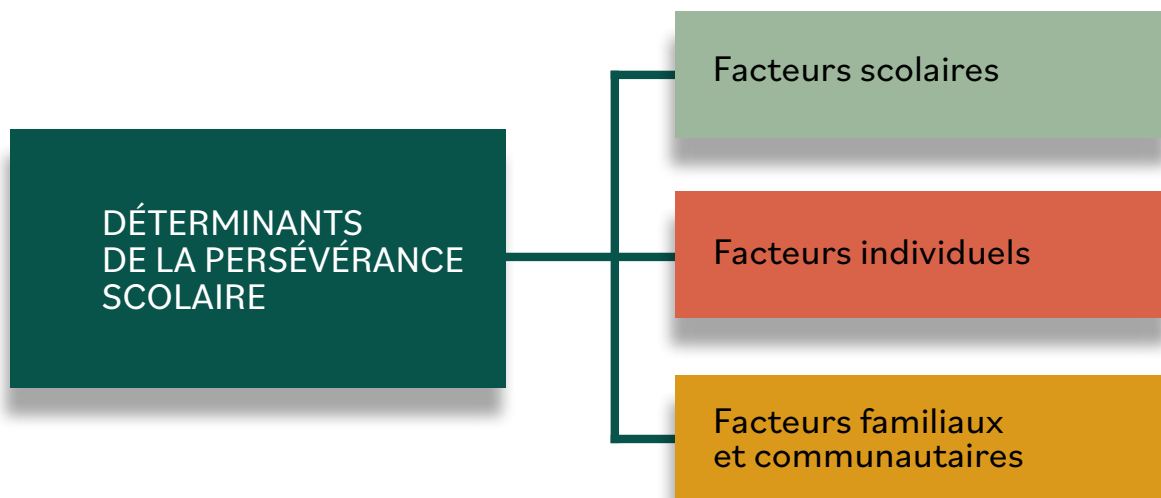 DÉTERMINANTS
DE LA PERSÉVÉRANCE
SCOLAIRE
Facteurs scolaires
Facteurs individuels
Facteurs familiaux
et communautaires